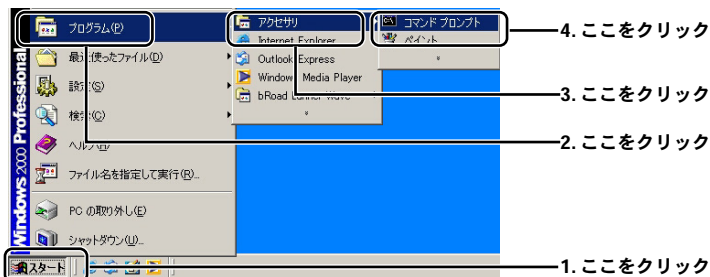 Windows 2000 Professional
プログラム(P)
最近使ったファイル(D)
設定(S)
検索(C)
ヘルプ(H)
ファイル名を指定して実行(R)...
PC の取り外し(E)
シャットダウン(U)...
スタート
アクセサリ
Internet Explorer
Outlook Express
Windows Media Player
bRoad Lanner Wave
コマンド プロンプト
ペイント
4. ここをクリック
3. ここをクリック
2. ここをクリック
1. ここをクリック